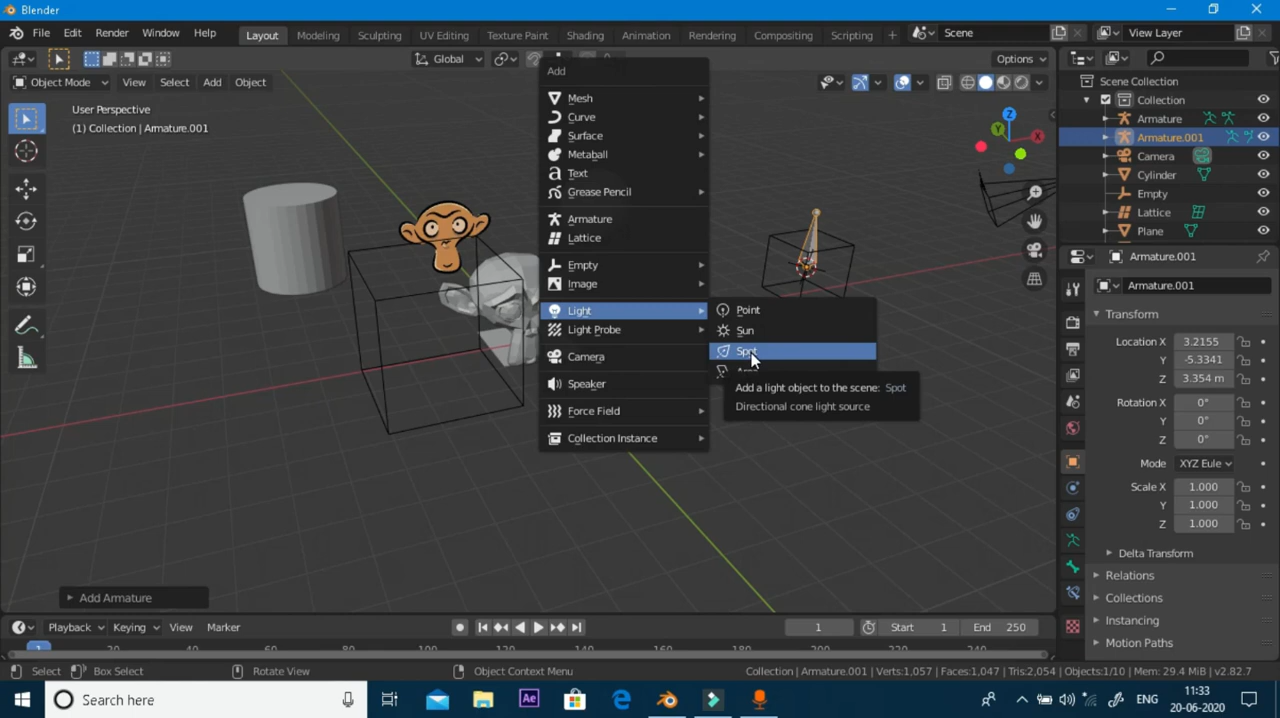 Blender
File Edit Render Window Help
Layout Modeling Sculpting UV Editing Texture Paint Shading Animation Rendering Compositing Scripting + Scene View Layer
Global Options
Object Mode View Select Add Object
User Perspective
(1) Collection | Armature.001
Add
Mesh
Curve
Surface
Metaball
Text
Grease Pencil
Armature
Lattice
Empty
Image
Light
Light Probe
Camera
Speaker
Force Field
Collection Instance
Point
Sun
Spot
Add a light object to the scene: Spot
Directional cone light source
Z
Y
X
Scene Collection
Collection
Armature
Armature.001
Camera
Cylinder
Empty
Lattice
Plane
Armature.001
Armature.001
Transform
Location X 3.2155
Y -5.3341
Z 3.354 m
Rotation X 0°
Y 0°
Z 0°
Mode XYZ Eule
Scale X 1.000
Y 1.000
Z 1.000
Delta Transform
Relations
Collections
Instancing
Motion Paths
Add Armature
Playback Keying View Marker 1 Start 1 End 250
Select Box Select Rotate View Object Context Menu Collection | Armature.001 | Verts:1,057 | Faces:1,047 | Tris:2,054 | Objects:1/10 | Mem: 29.4 MiB | v2.82.7
Search here Ae ENG 11:33
20-06-2020